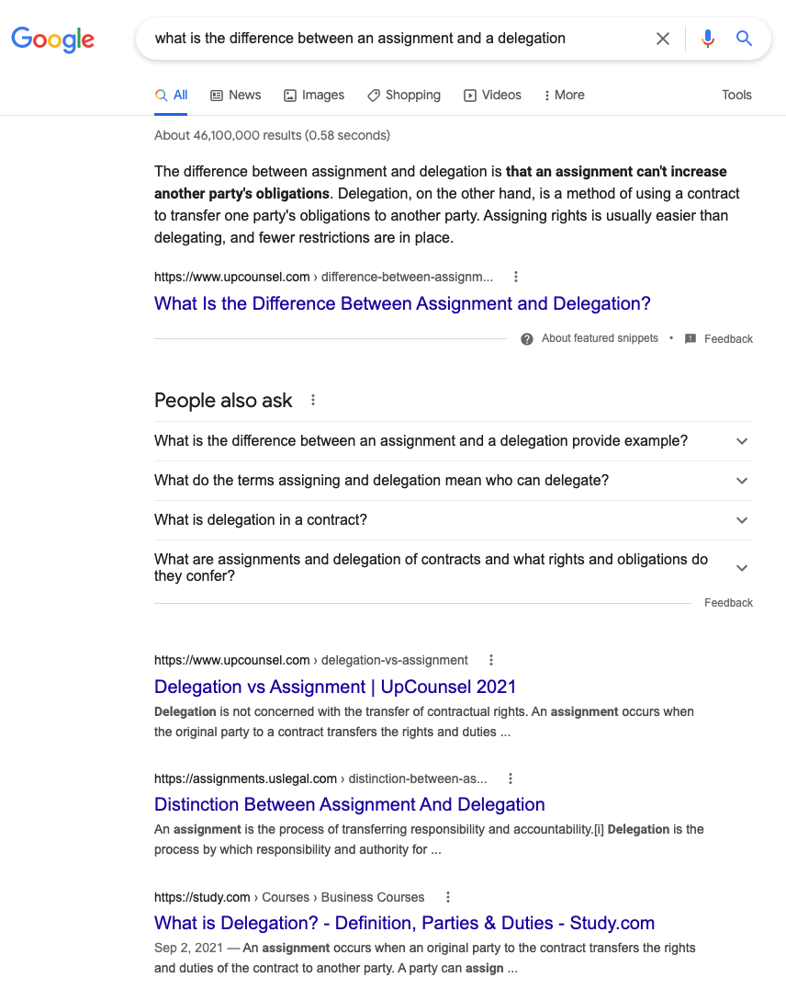 Google
what is the difference between an assignment and a delegation
All News Images Shopping Videos More Tools
About 46,100,000 results (0.58 seconds)
The difference between assignment and delegation is that an assignment can't increase
another party's obligations. Delegation, on the other hand, is a method of using a contract
to transfer one party's obligations to another party. Assigning rights is usually easier than
delegating, and fewer restrictions are in place.
https://www.upcounsel.com › difference-between-assignm...
What Is the Difference Between Assignment and Delegation?
About featured snippets • Feedback
People also ask
What is the difference between an assignment and a delegation provide example?
What do the terms assigning and delegation mean who can delegate?
What is delegation in a contract?
What are assignments and delegation of contracts and what rights and obligations do
they confer?
Feedback
https://www.upcounsel.com › delegation-vs-assignment
Delegation vs Assignment | UpCounsel 2021
Delegation is not concerned with the transfer of contractual rights. An assignment occurs when
the original party to a contract transfers the rights and duties ...
https://assignments.uslegal.com › distinction-between-as...
Distinction Between Assignment And Delegation
An assignment is the process of transferring responsibility and accountability.[i] Delegation is the
process by which responsibility and authority for ...
https://study.com › Courses › Business Courses
What is Delegation? - Definition, Parties & Duties - Study.com
Sep 2, 2021 — An assignment occurs when an original party to the contract transfers the rights
and duties of the contract to another party. A party can assign ...